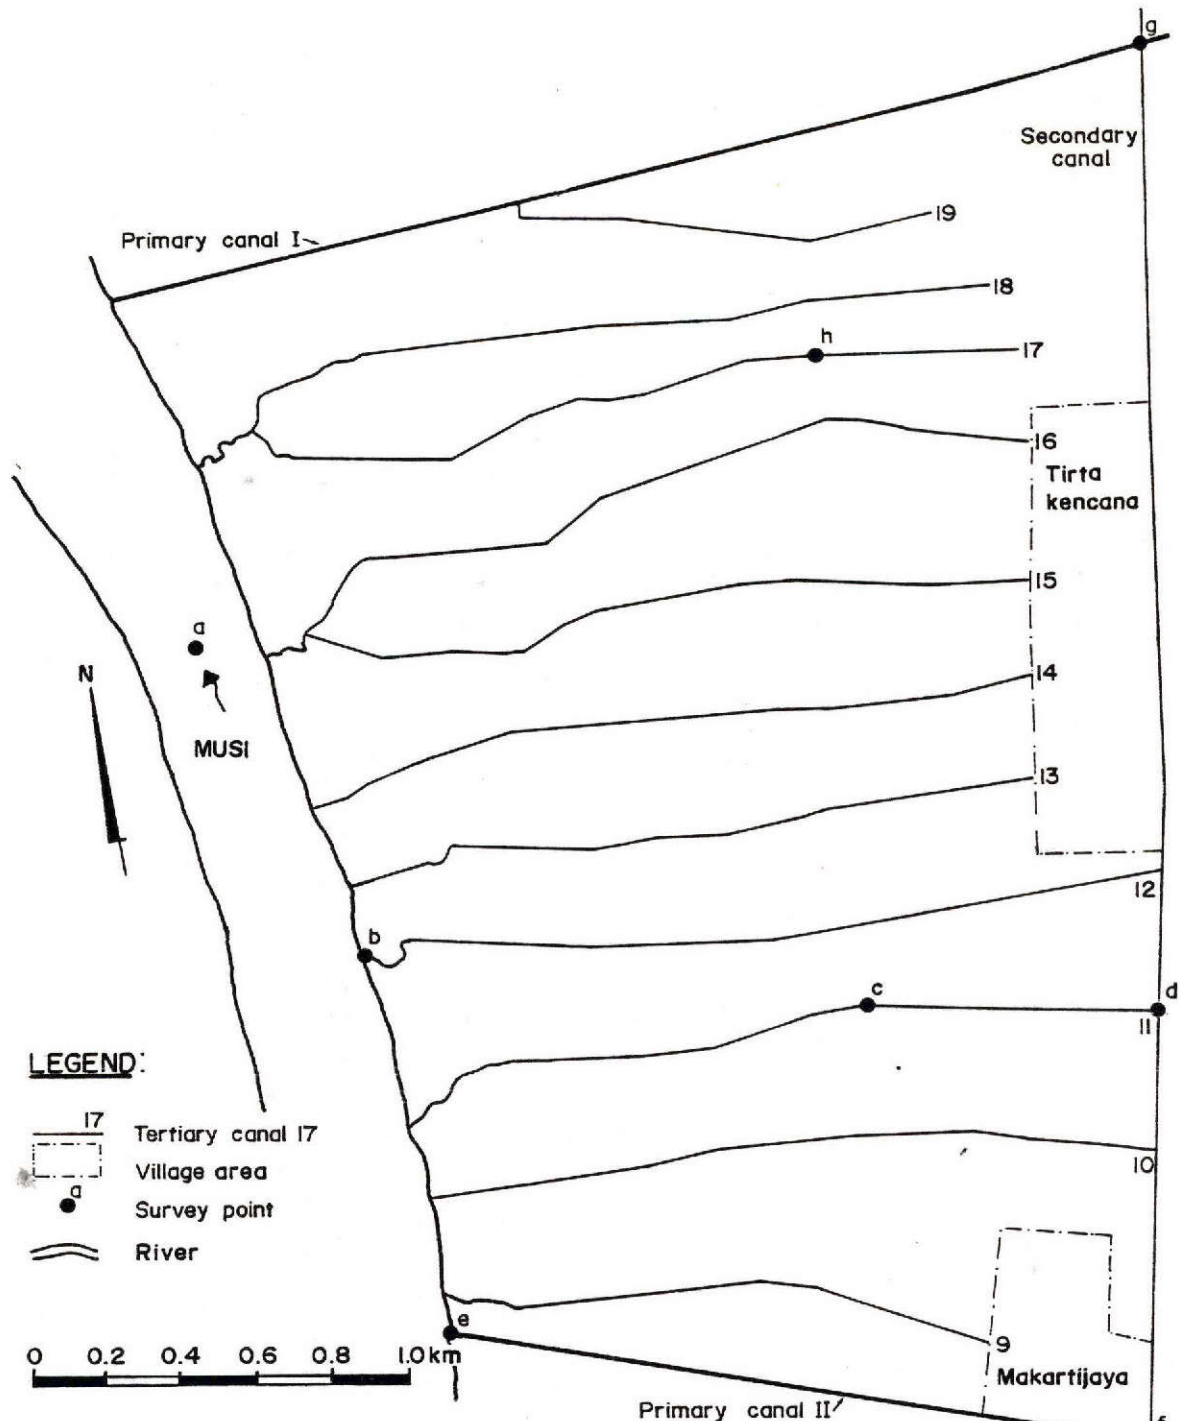 g
Secondary
canal
19
Primary canal I
18
h
17
16
Tirta
kencana
15
a
N
14
MUSI
13
12
b
c
d
11
LEGEND:
17
Tertiary canal 17
10
Village area
a
Survey point
River
e
9
0 0.2 0.4 0.6 0.8 1.0 km
Makartijaya
Primary canal II